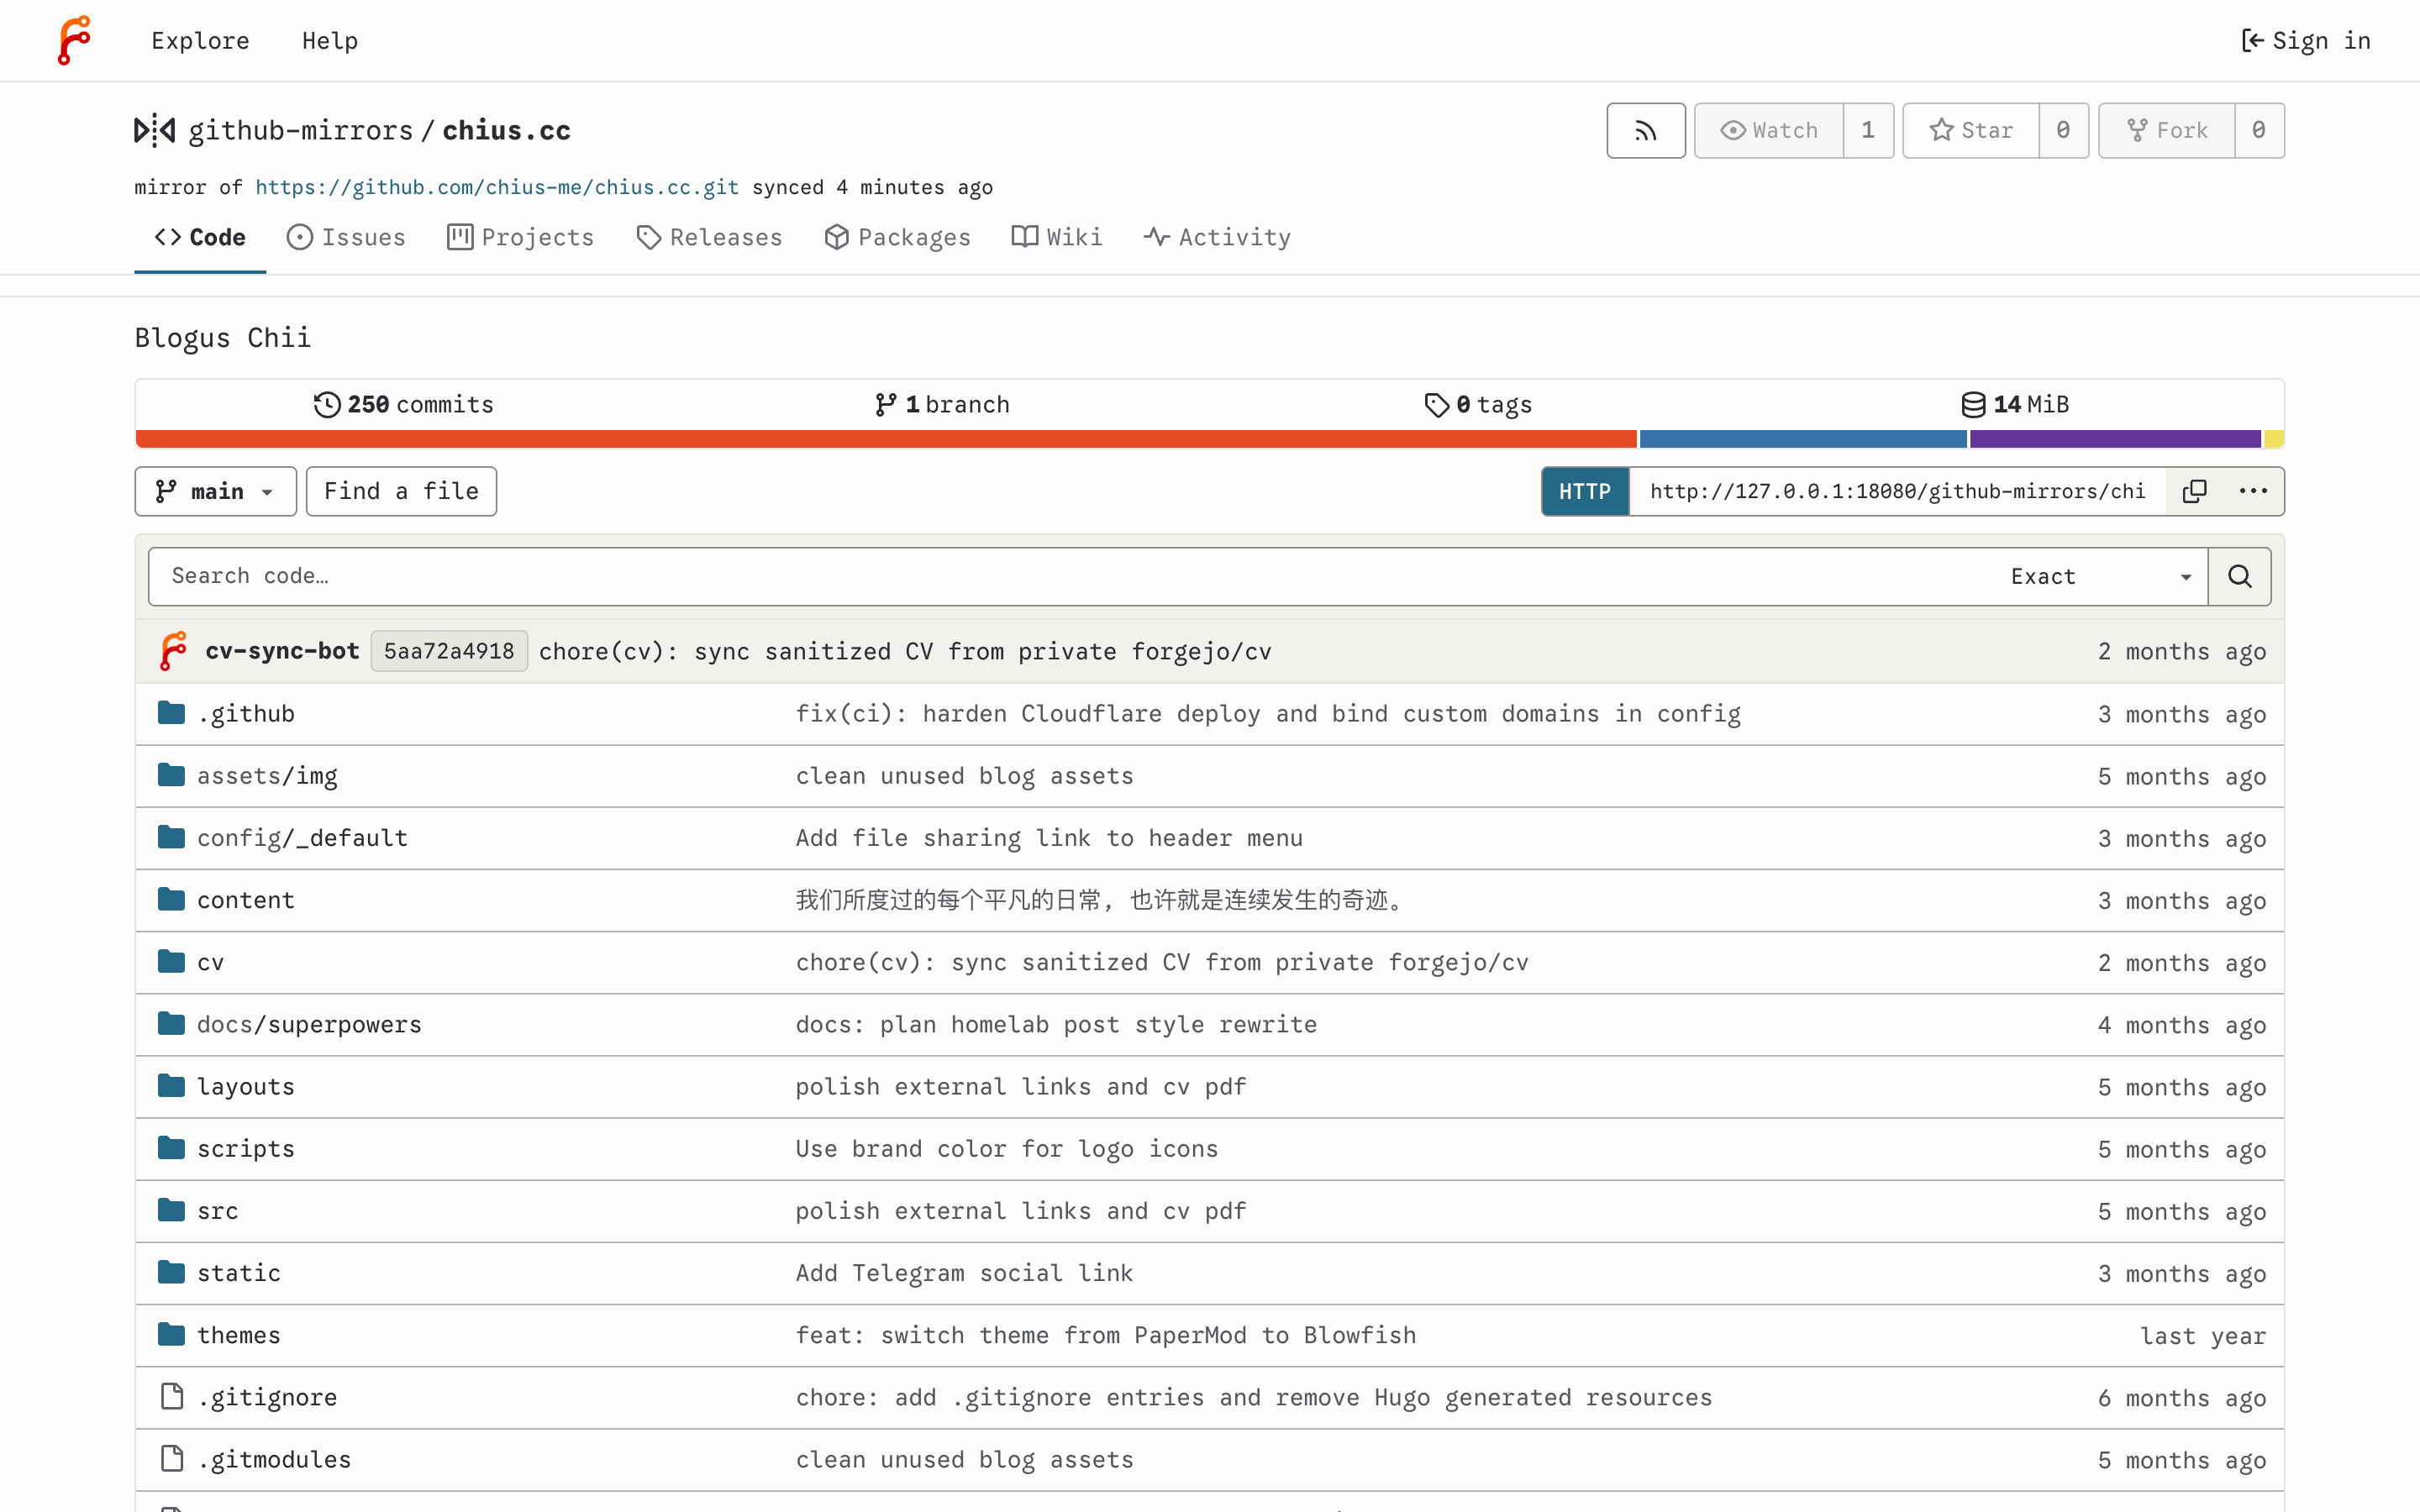 Explore Help Sign in
github-mirrors / chius.cc Watch 1 Star 0 Fork 0
mirror of https://github.com/chius-me/chius.cc.git synced 4 minutes ago
Code Issues Projects Releases Packages Wiki Activity
Blogus Chii
250 commits 1 branch 0 tags 14 MiB
main Find a file HTTP http://127.0.0.1:18080/github-mirrors/chi
Search code… Exact
cv-sync-bot 5aa72a4918 chore(cv): sync sanitized CV from private forgejo/cv 2 months ago
.github fix(ci): harden Cloudflare deploy and bind custom domains in config 3 months ago
assets/img clean unused blog assets 5 months ago
config/_default Add file sharing link to header menu 3 months ago
content 我们所度过的每个平凡的日常，也许就是连续发生的奇迹。 3 months ago
cv chore(cv): sync sanitized CV from private forgejo/cv 2 months ago
docs/superpowers docs: plan homelab post style rewrite 4 months ago
layouts polish external links and cv pdf 5 months ago
scripts Use brand color for logo icons 5 months ago
src polish external links and cv pdf 5 months ago
static Add Telegram social link 3 months ago
themes feat: switch theme from PaperMod to Blowfish last year
.gitignore chore: add .gitignore entries and remove Hugo generated resources 6 months ago
.gitmodules clean unused blog assets 5 months ago